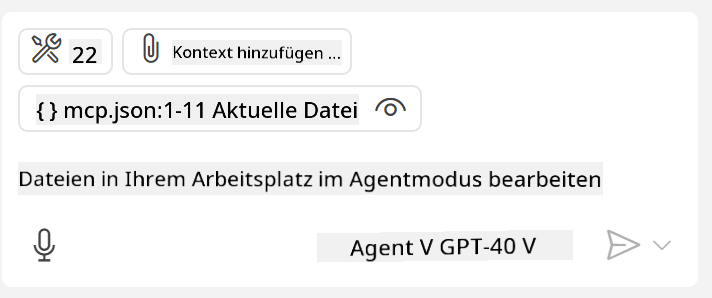 22 Kontext hinzufügen ...
{ } mcp.json:1-11 Aktuelle Datei
Dateien in Ihrem Arbeitsplatz im Agentmodus bearbeiten
Agent V GPT-40 V